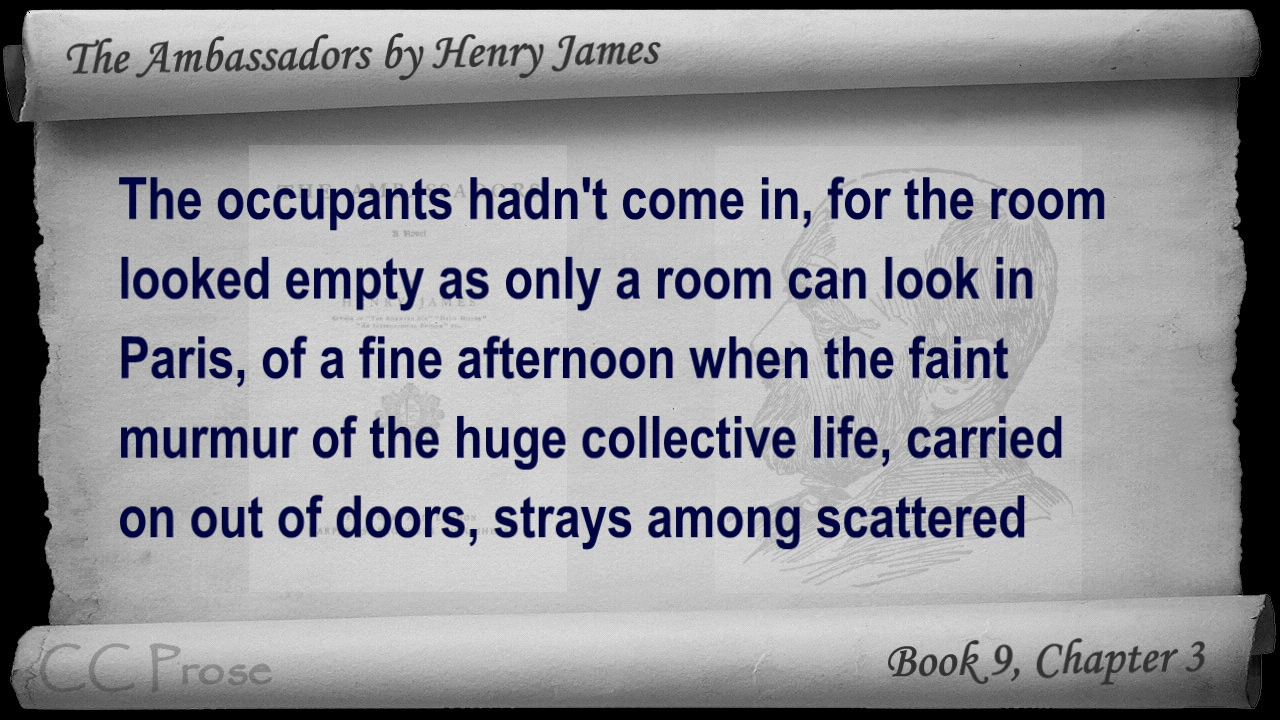 The Ambassadors by Henry James
The occupants hadn't come in, for the room
looked empty as only a room can look in
Paris, of a fine afternoon when the faint
murmur of the huge collective life, carried
on out of doors, strays among scattered
CC Prose
Book 9, Chapter 3